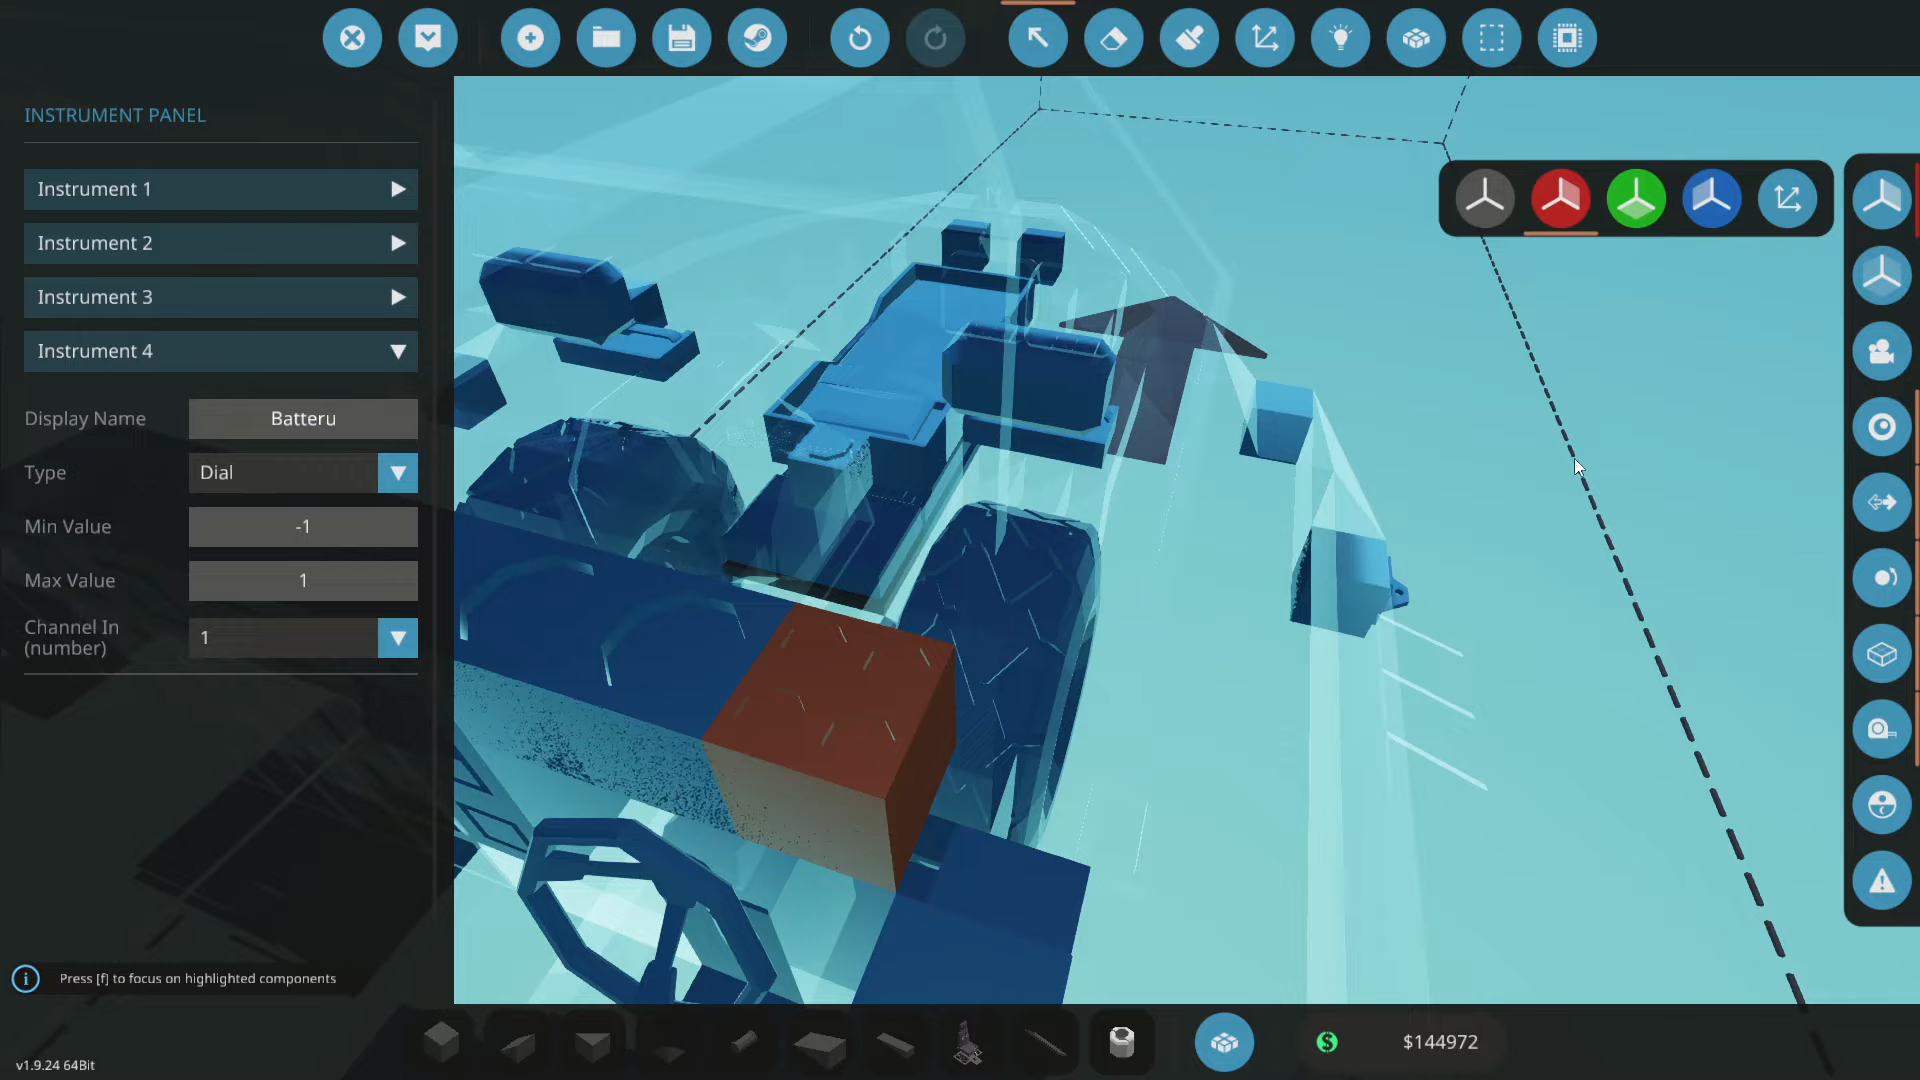 INSTRUMENT PANEL
Instrument 1
Instrument 2
Instrument 3
Instrument 4
Display Name
Batteru
Type
Dial
Min Value
-1
Max Value
1
Channel In
(number)
1
Press [f] to focus on highlighted components
v1.9.24 64Bit
$144972